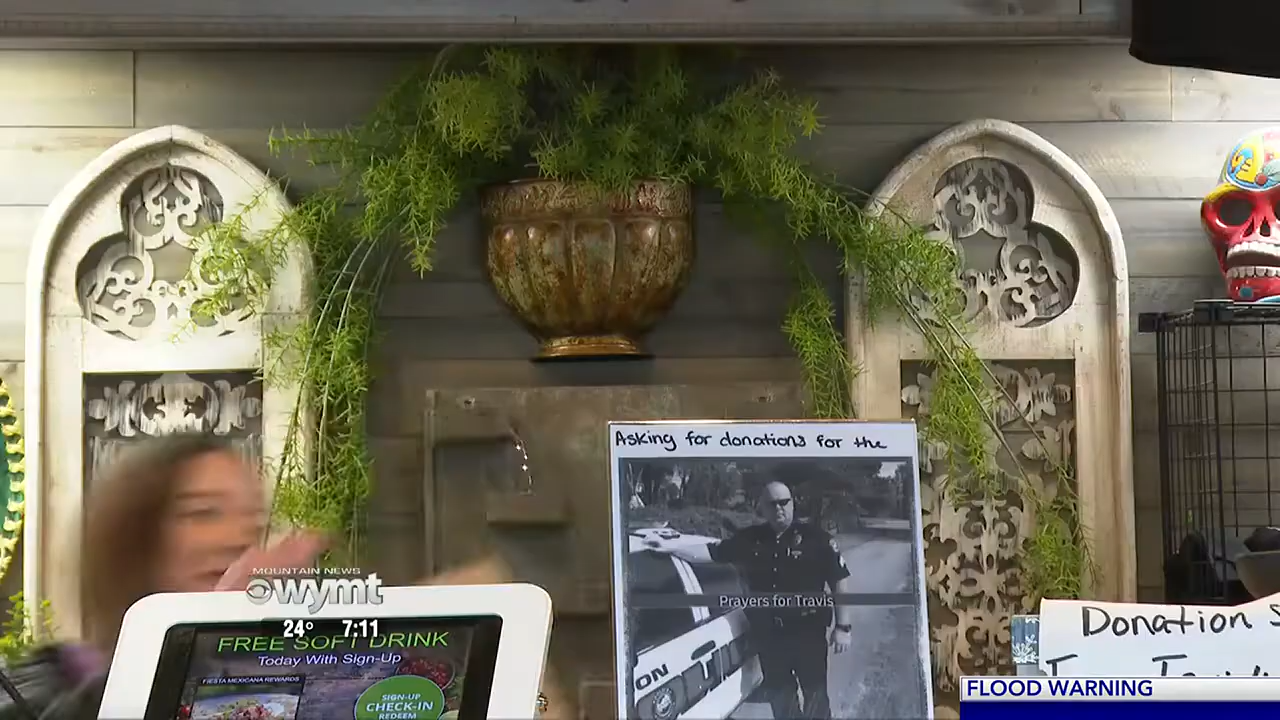 Asking for donations for the
Prayers for Travis
MOUNTAIN NEWS
wymt
24° 7:11
FREE SOFT DRINK
Today With Sign-Up
FIESTA MEXICANA REWARDS
SIGN-UP
CHECK-IN
REDEEM
ON
Donation
FLOOD WARNING